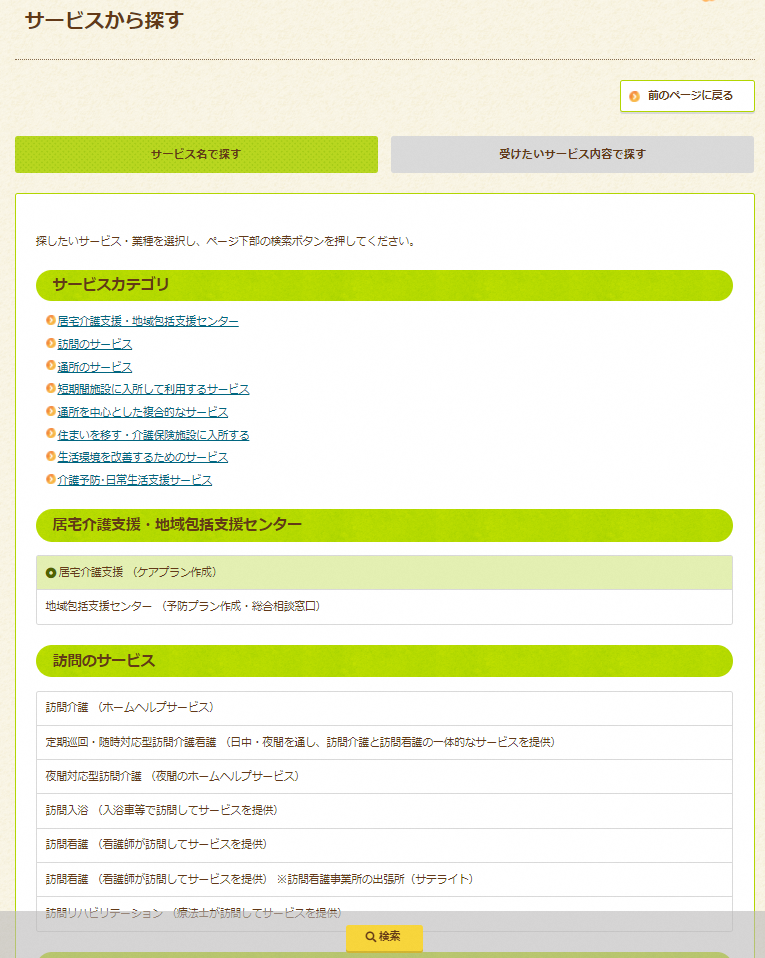 サービスから探す
前のページに戻る
サービス名で探す
受けたいサービス内容で探す
探したいサービス・業種を選択し、ページ下部の検索ボタンを押してください。
サービスカテゴリ
居宅介護支援・地域包括支援センター
訪問のサービス
通所のサービス
短期間施設に入所して利用するサービス
通所を中心とした複合的なサービス
住まいを移す・介護保険施設に入所する
生活環境を改善するためのサービス
介護予防・日常生活支援サービス
居宅介護支援・地域包括支援センター
居宅介護支援 （ケアプラン作成）
地域包括支援センター （予防プラン作成・総合相談窓口）
訪問のサービス
訪問介護 （ホームヘルプサービス）
定期巡回・随時対応型訪問介護看護 （日中・夜間を通し、訪問介護と訪問看護の一体的なサービスを提供）
夜間対応型訪問介護 （夜間のホームヘルプサービス）
訪問入浴 （入浴車等で訪問してサービスを提供）
訪問看護 （看護師が訪問してサービスを提供）
訪問看護 （看護師が訪問してサービスを提供） ※訪問看護事業所の出張所（サテライト）
訪問リハビリテーション （療法士が訪問してサービスを提供）
検索